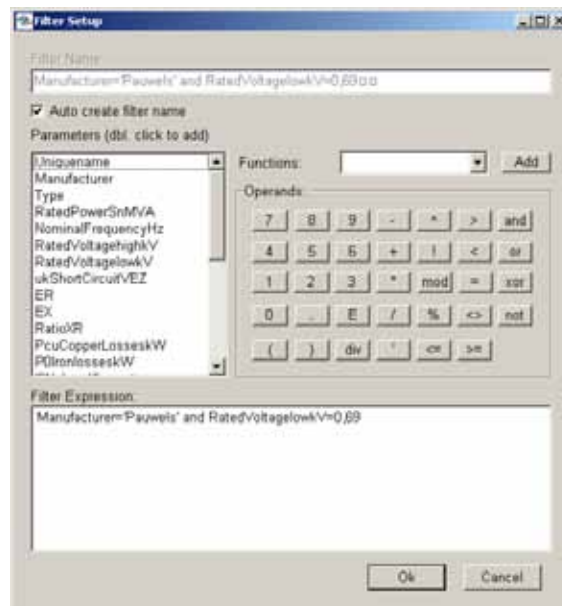 Filter Setup
Filter Name
Manufacturer='Pauwels' and RatedVoltagelowkV=0,69
Auto create filter name
Parameters (dbl. click to add)
Uniquename
Manufacturer
Type
RatedPowerSnMVA
NominalFrequencyHz
RatedVoltagehighkV
RatedVoltagelowkV
ukShortCircuitVEZ
ER
EX
RatioXR
PcuCopperLosseskW
P0IronlosseskW
Functions:
Add
Operands:
7 8 9 - ^ > and
4 5 6 + ! < or
1 2 3 * mod = xor
0 . E / % <> not
( ) div ' <= >=
Filter Expression:
Manufacturer='Pauwels' and RatedVoltagelowkV=0,69
Ok
Cancel